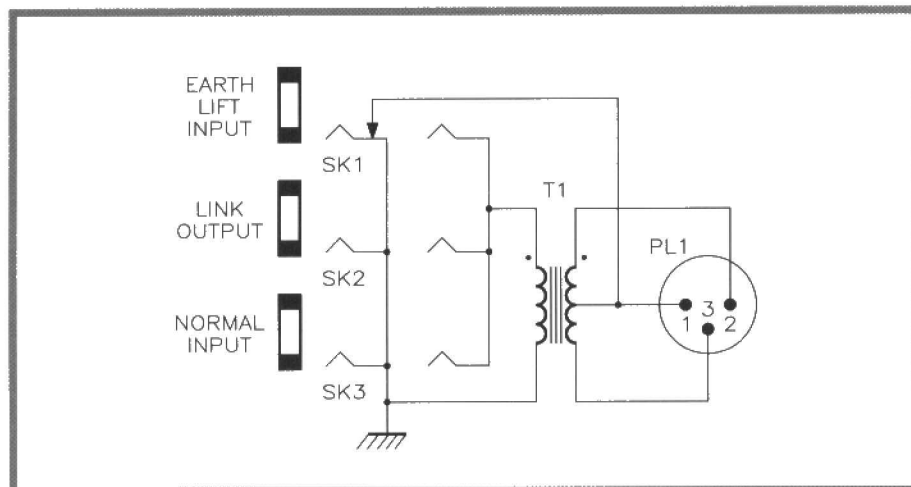 EARTH
LIFT
INPUT
SK1
LINK
OUTPUT
SK2
NORMAL
INPUT
SK3
T1
PL1
1
3
2